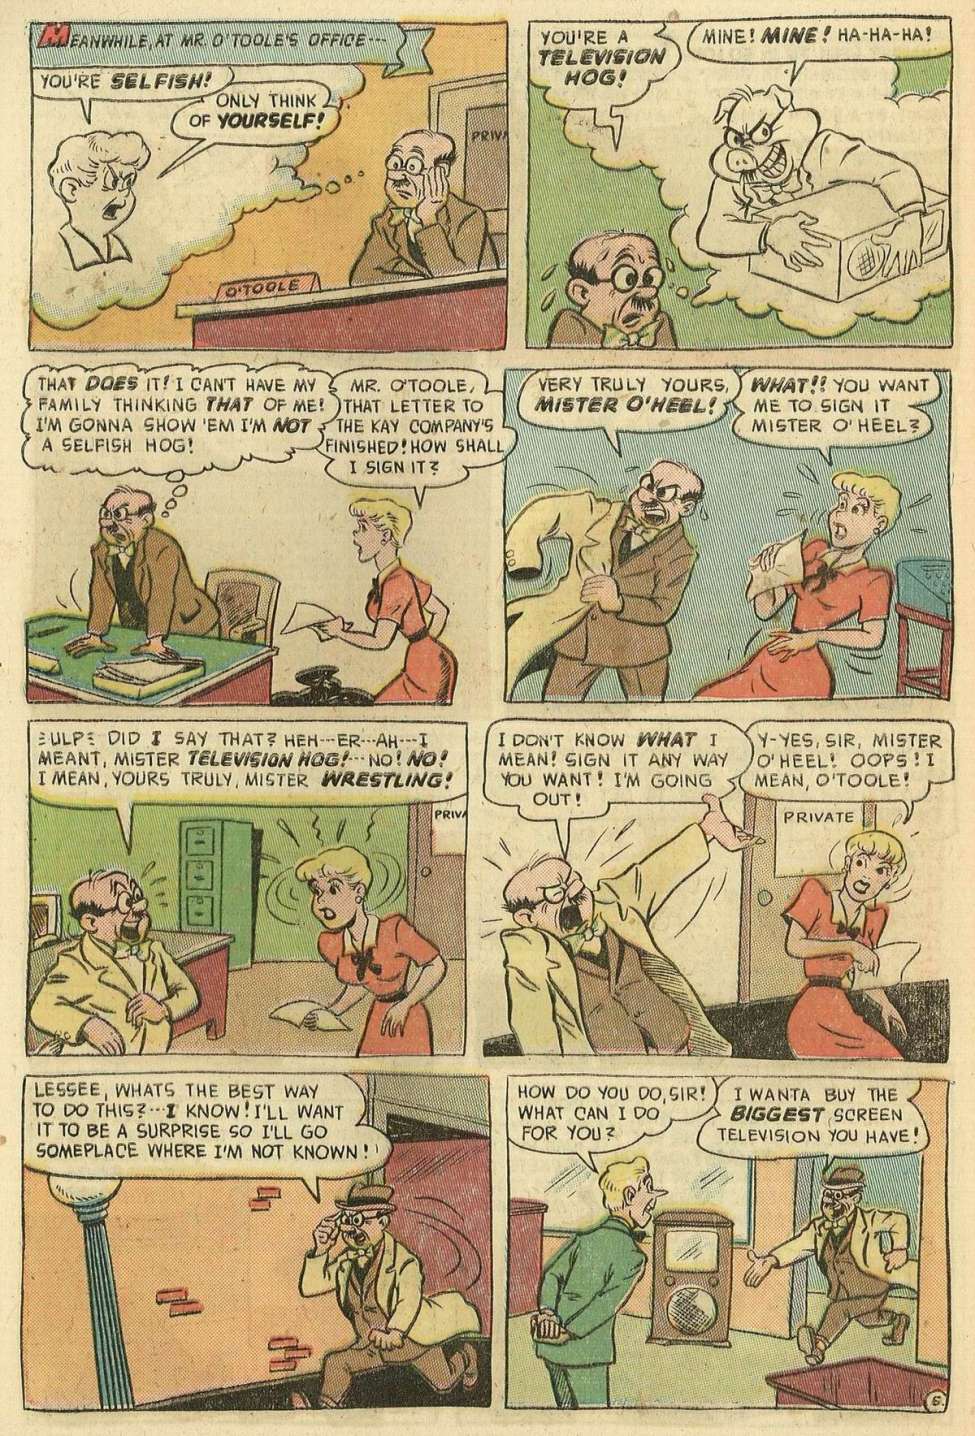 MEANWHILE, AT MR. O'TOOLE'S OFFICE---
YOU'RE SELFISH!
ONLY THINK
OF YOURSELF!
PRIV
O'TOOLE
YOU'RE A
TELEVISION
HOG!
MINE! MINE! HA-HA-HA!
THAT DOES IT! I CAN'T HAVE MY
FAMILY THINKING THAT OF ME!
I'M GONNA SHOW 'EM I'M NOT
A SELFISH HOG!
MR. O'TOOLE,
THAT LETTER TO
THE KAY COMPANY'S
FINISHED! HOW SHALL
I SIGN IT?
VERY TRULY YOURS,
MISTER O'HEEL!
WHAT!! YOU WANT
ME TO SIGN IT
MISTER O'HEEL?
ULP DID I SAY THAT? HEH---ER---AH---I
MEANT, MISTER TELEVISION HOG!---NO! NO!
I MEAN, YOURS TRULY, MISTER WRESTLING!
PRIVA
I DON'T KNOW WHAT I
MEAN! SIGN IT ANY WAY
YOU WANT! I'M GOING
OUT!
Y-YES, SIR, MISTER
O'HEEL! OOPS! I
MEAN, O'TOOLE!
PRIVATE
LESSEE, WHATS THE BEST WAY
TO DO THIS?---I KNOW! I'LL WANT
IT TO BE A SURPRISE SO I'LL GO
SOMEPLACE WHERE I'M NOT KNOWN!
HOW DO YOU DO, SIR!
WHAT CAN I DO
FOR YOU?
I WANTA BUY THE
BIGGEST SCREEN
TELEVISION YOU HAVE!